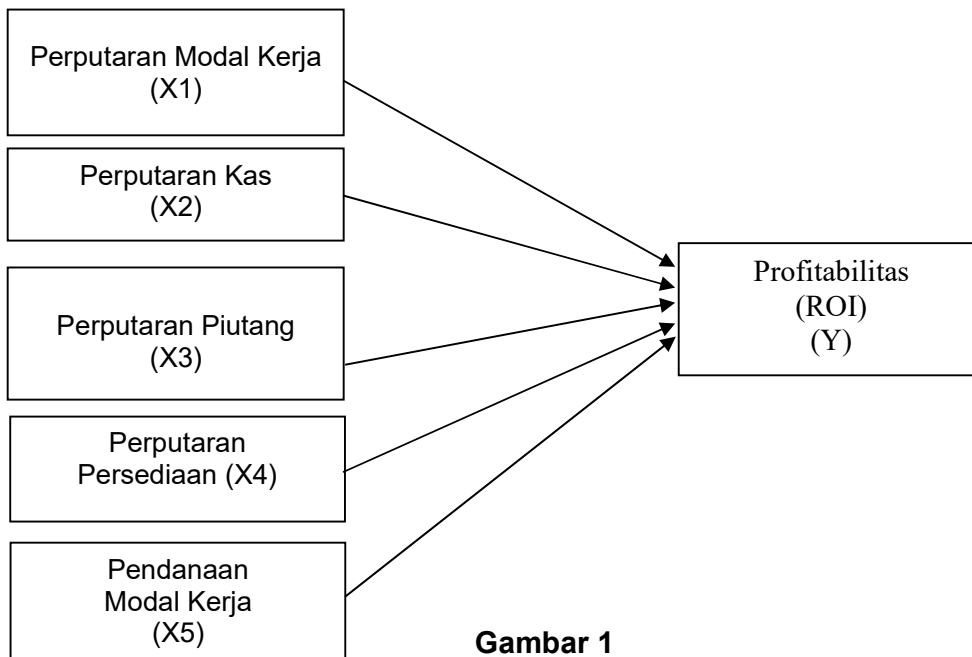 Perputaran Modal Kerja
(X1)
Perputaran Kas
(X2)
Perputaran Piutang
(X3)
Perputaran
Persediaan (X4)
Pendanaan
Modal Kerja
(X5)
Profitabilitas
(ROI)
(Y)
Gambar 1